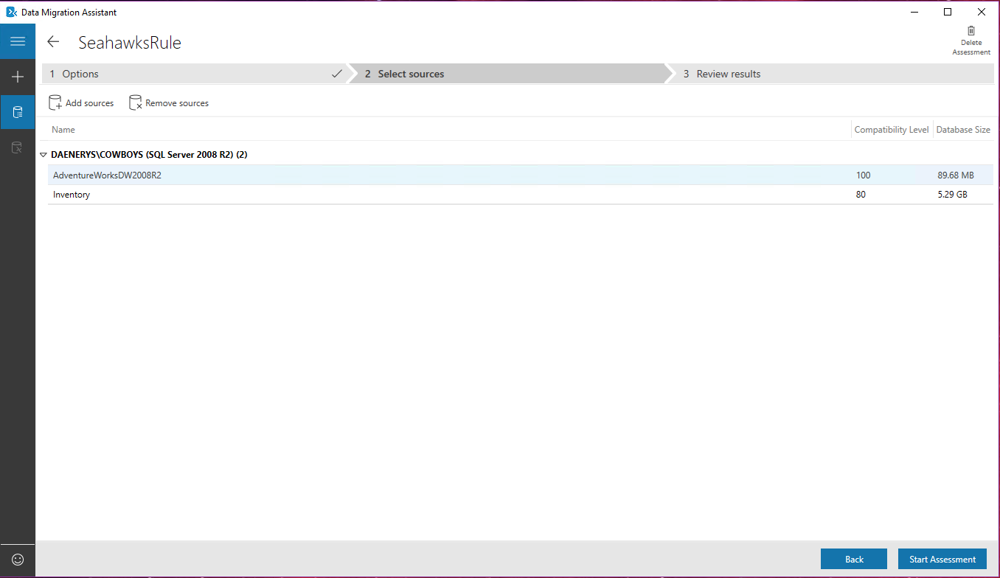 Data Migration Assistant
SeahawksRule
Delete
Assessment
1 Options
2 Select sources
3 Review results
Add sources
Remove sources
Name
Compatibility Level
Database Size
DAENERYS\COWBOYS (SQL Server 2008 R2) (2)
AdventureWorksDW2008R2 100 89.68 MB
Inventory 80 5.29 GB
Back
Start Assessment